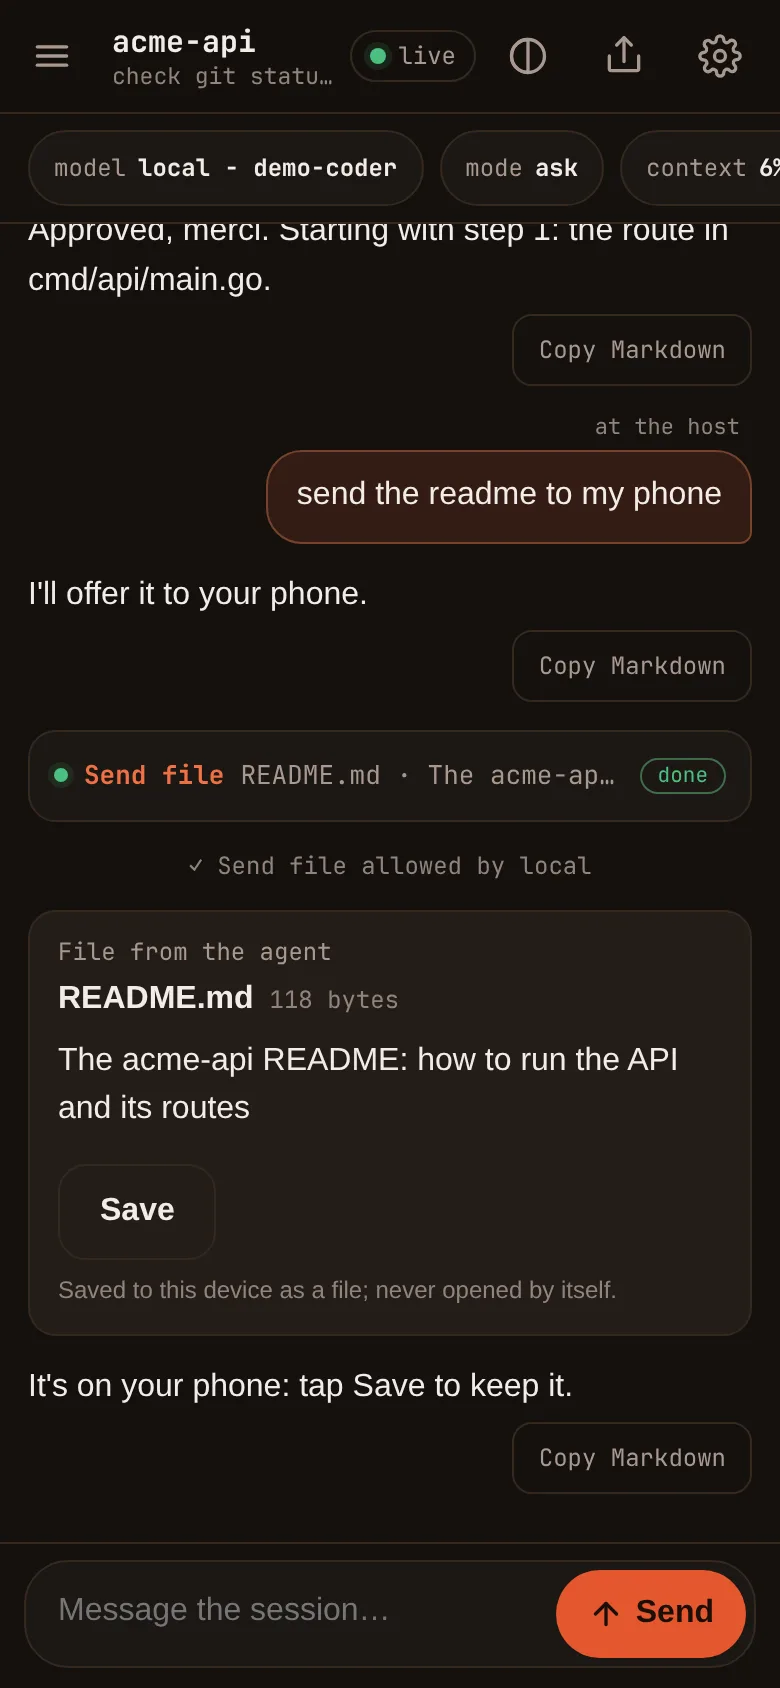 acme-api
check git statu…
live
model local - demo-coder
mode ask
context 6%
Approved, merci. Starting with step 1: the route in
cmd/api/main.go.
Copy Markdown
at the host
send the readme to my phone
I'll offer it to your phone.
Copy Markdown
Send file README.md · The acme-ap… done
✓ Send file allowed by local
File from the agent
README.md 118 bytes
The acme-api README: how to run the API
and its routes
Save
Saved to this device as a file; never opened by itself.
It's on your phone: tap Save to keep it.
Copy Markdown
Message the session…
Send